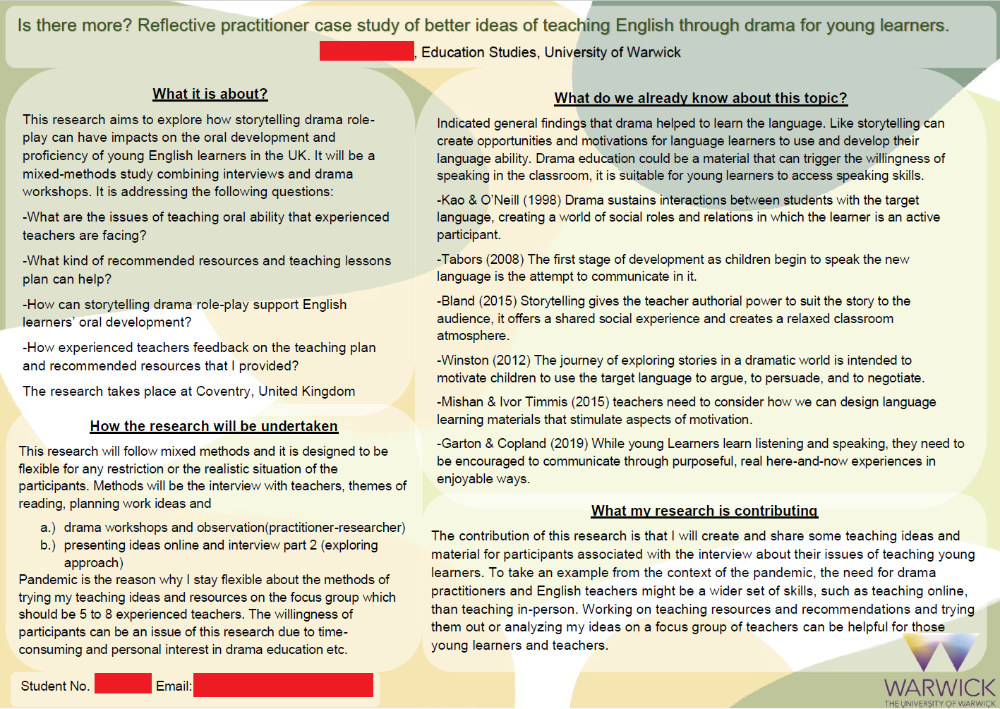 Is there more? Reflective practitioner case study of better ideas of teaching English through drama for young learners.
, Education Studies, University of Warwick
What it is about?
This research aims to explore how storytelling drama role-
play can have impacts on the oral development and
proficiency of young English learners in the UK. It will be a
mixed-methods study combining interviews and drama
workshops. It is addressing the following questions:
-What are the issues of teaching oral ability that experienced
teachers are facing?
-What kind of recommended resources and teaching lessons
plan can help?
-How can storytelling drama role-play support English
learners’ oral development?
-How experienced teachers feedback on the teaching plan
and recommended resources that I provided?
The research takes place at Coventry, United Kingdom
How the research will be undertaken
This research will follow mixed methods and it is designed to be
flexible for any restriction or the realistic situation of the
participants. Methods will be the interview with teachers, themes of
reading, planning work ideas and
a.) drama workshops and observation(practitioner-researcher)
b.) presenting ideas online and interview part 2 (exploring
approach)
Pandemic is the reason why I stay flexible about the methods of
trying my teaching ideas and resources on the focus group which
should be 5 to 8 experienced teachers. The willingness of
participants can be an issue of this research due to time-
consuming and personal interest in drama education etc.
Student No. Email:
What do we already know about this topic?
Indicated general findings that drama helped to learn the language. Like storytelling can
create opportunities and motivations for language learners to use and develop their
language ability. Drama education could be a material that can trigger the willingness of
speaking in the classroom, it is suitable for young learners to access speaking skills.
-Kao & O’Neill (1998) Drama sustains interactions between students with the target
language, creating a world of social roles and relations in which the learner is an active
participant.
-Tabors (2008) The first stage of development as children begin to speak the new
language is the attempt to communicate in it.
-Bland (2015) Storytelling gives the teacher authorial power to suit the story to the
audience, it offers a shared social experience and creates a relaxed classroom
atmosphere.
-Winston (2012) The journey of exploring stories in a dramatic world is intended to
motivate children to use the target language to argue, to persuade, and to negotiate.
-Mishan & Ivor Timmis (2015) teachers need to consider how we can design language
learning materials that stimulate aspects of motivation.
-Garton & Copland (2019) While young Learners learn listening and speaking, they need to
be encouraged to communicate through purposeful, real here-and-now experiences in
enjoyable ways.
What my research is contributing
The contribution of this research is that I will create and share some teaching ideas and
material for participants associated with the interview about their issues of teaching young
learners. To take an example from the context of the pandemic, the need for drama
practitioners and English teachers might be a wider set of skills, such as teaching online,
than teaching in-person. Working on teaching resources and recommendations and trying
them out or analyzing my ideas on a focus group of teachers can be helpful for those
young learners and teachers.
WARWICK
THE UNIVERSITY OF WARWICK